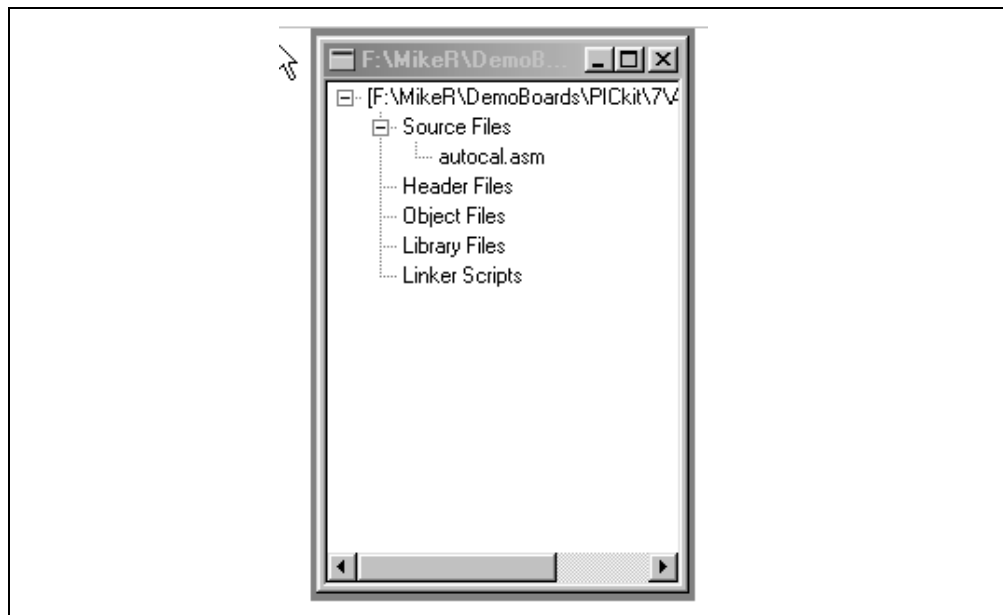 F:\MikeR\DemoB...
[F:\MikeR\DemoBoards\PICkit\7\
Source Files
autocal.asm
Header Files
Object Files
Library Files
Linker Scripts